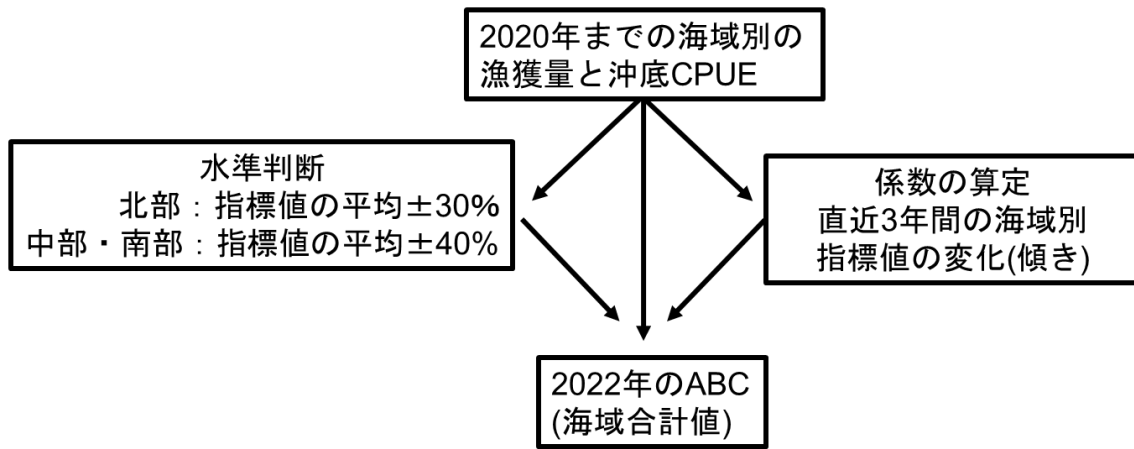 2020年までの海域別の
漁獲量と沖底CPUE
水準判断
北部：指標値の平均±30%
中部・南部：指標値の平均±40%
係数の算定
直近3年間の海域別
指標値の変化(傾き)
2022年のABC
(海域合計値)